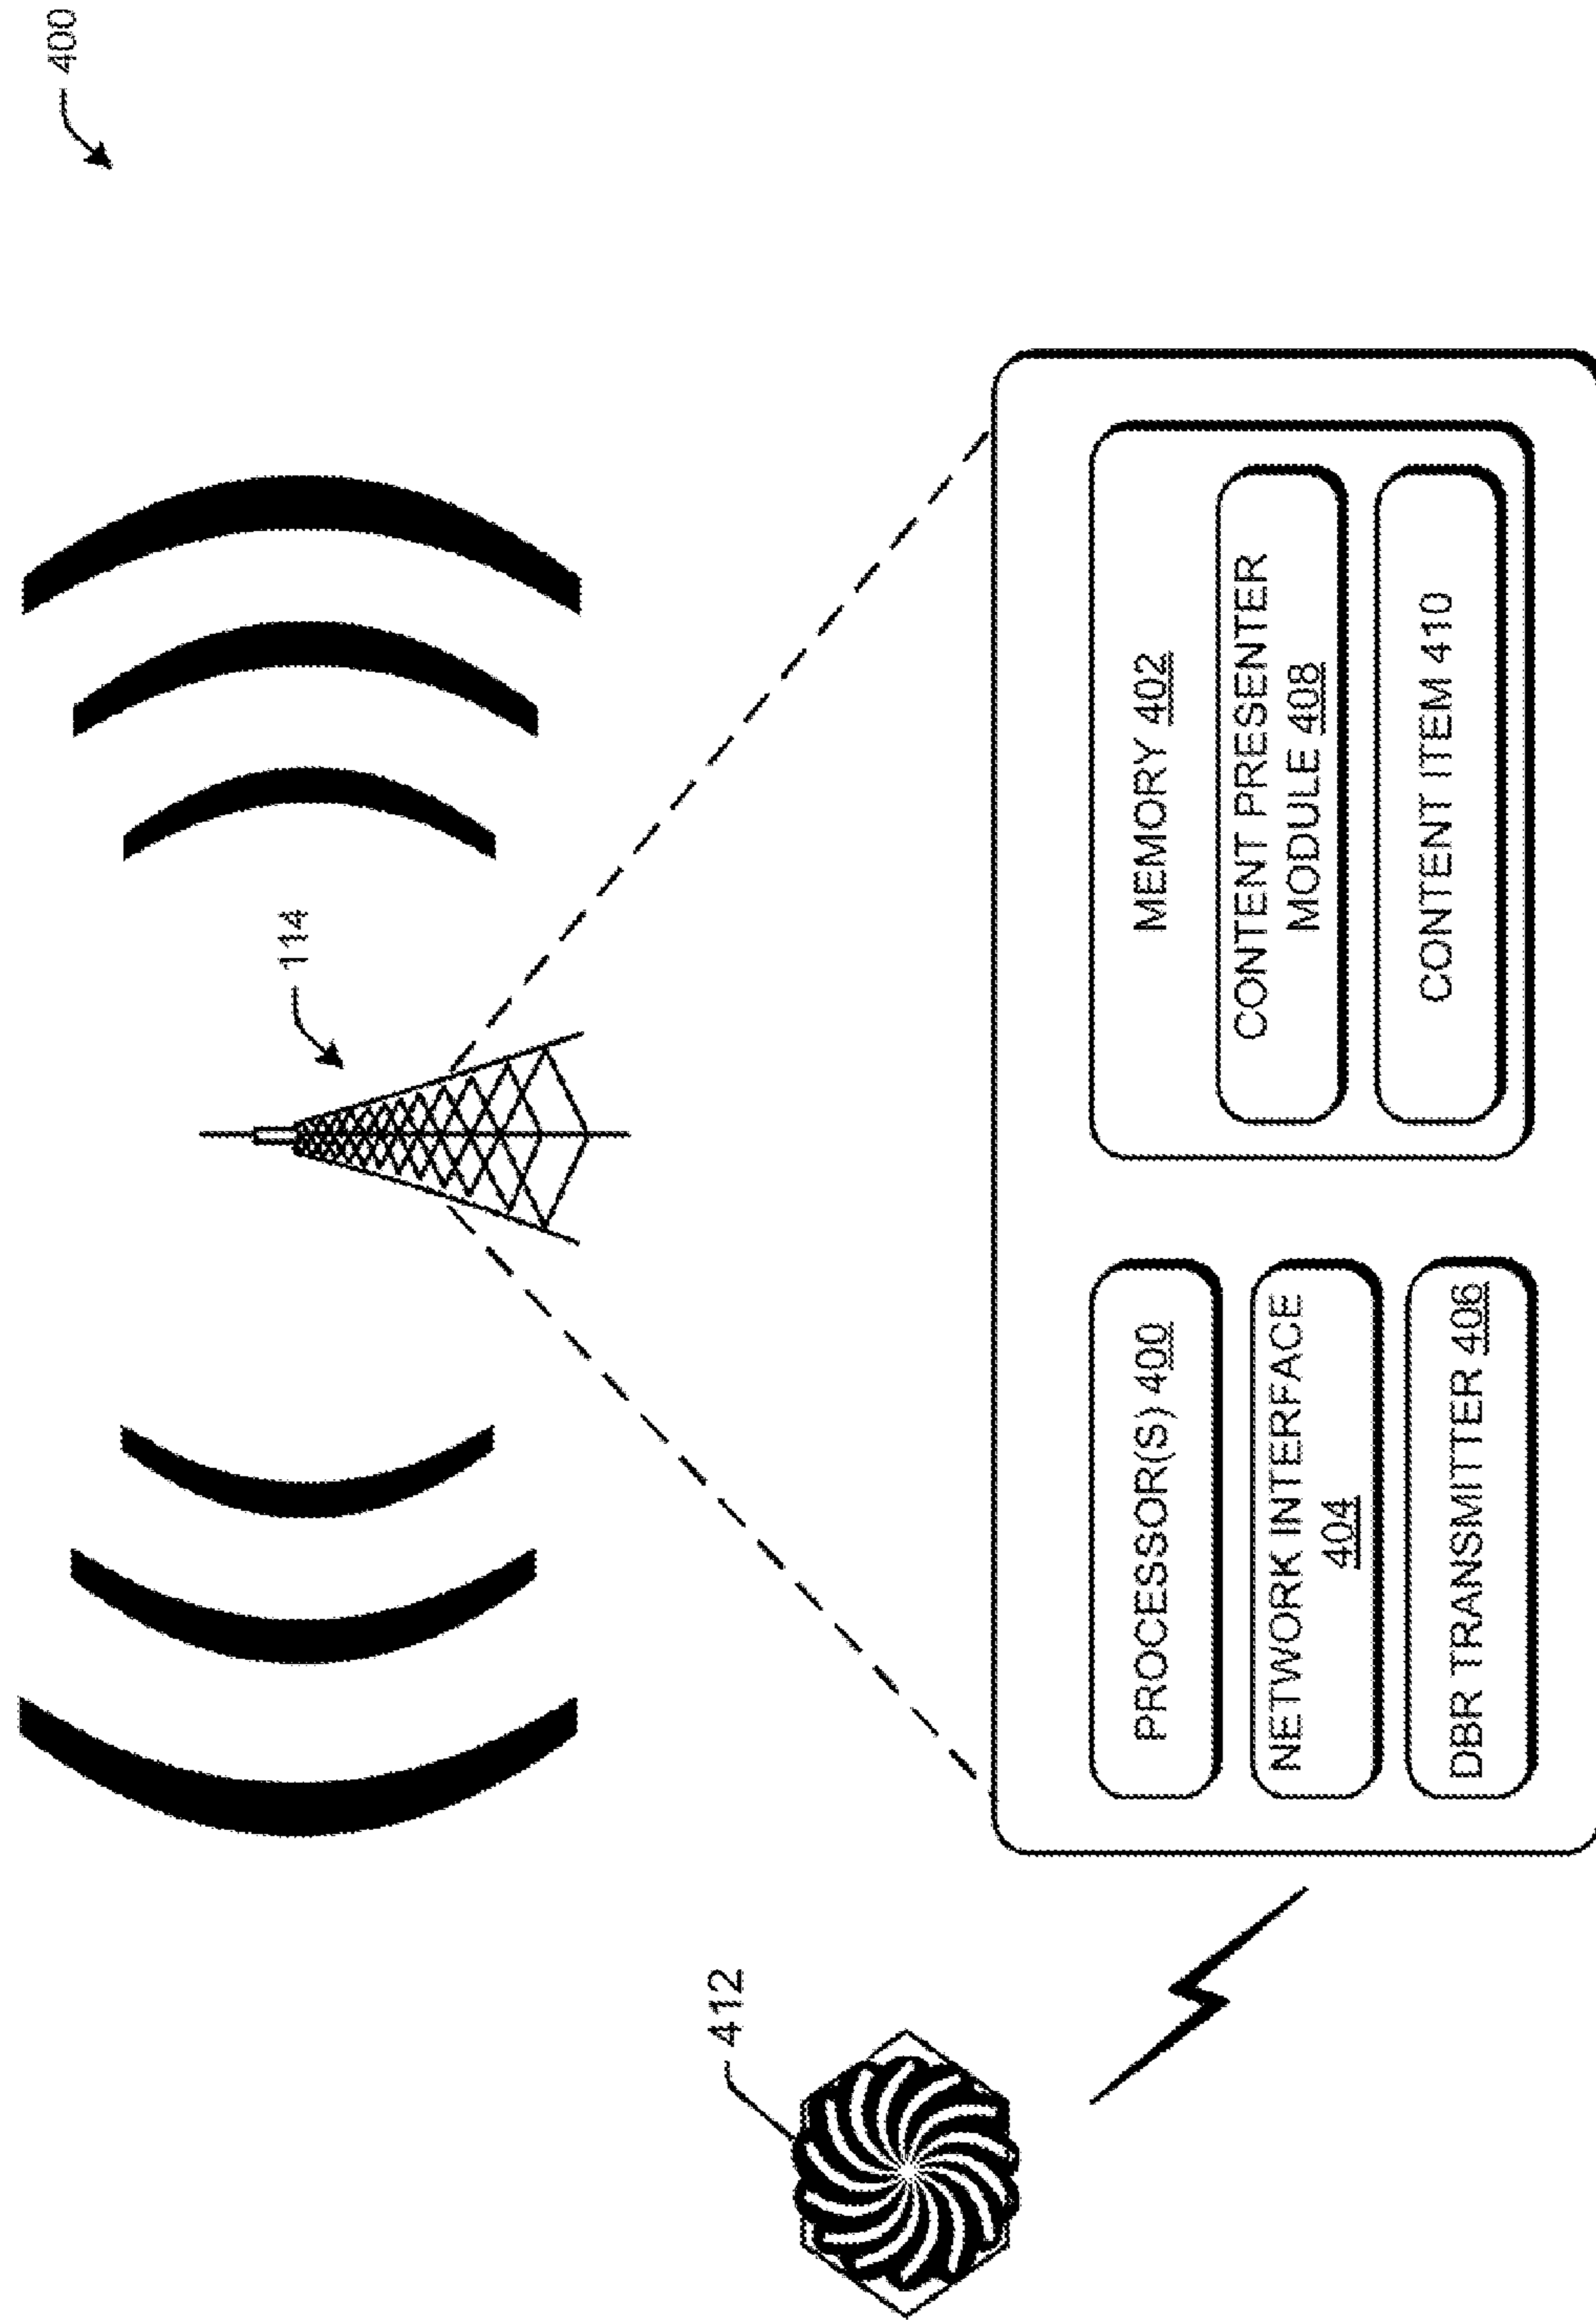 400
114
412
PROCESSOR(S) 400
NETWORK INTERFACE
404
DBR TRANSMITTER 406
MEMORY 402
CONTENT PRESENTER
MODULE 408
CONTENT ITEM 410